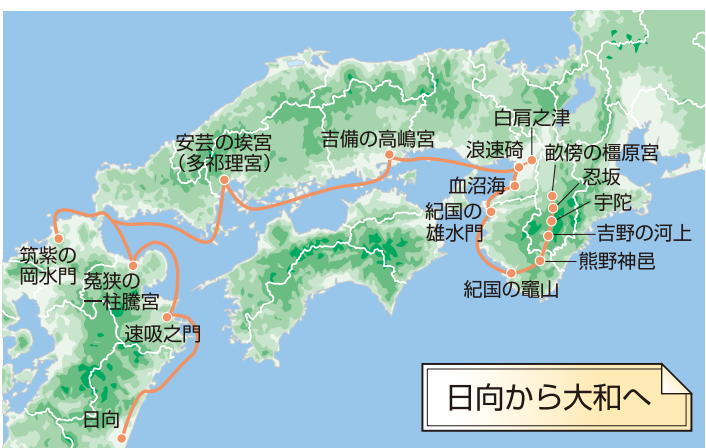 白肩之津
安芸の埃宮
(多祁理宮)
吉備の高嶋宮
浪速碕
畝傍の橿原宮
忍坂
血沼海
宇陀
紀国の
雄水門
吉野の河上
筑紫の
岡水門
菟狭の
一柱騰宮
熊野神邑
紀国の竈山
速吸之門
日向から大和へ
日向